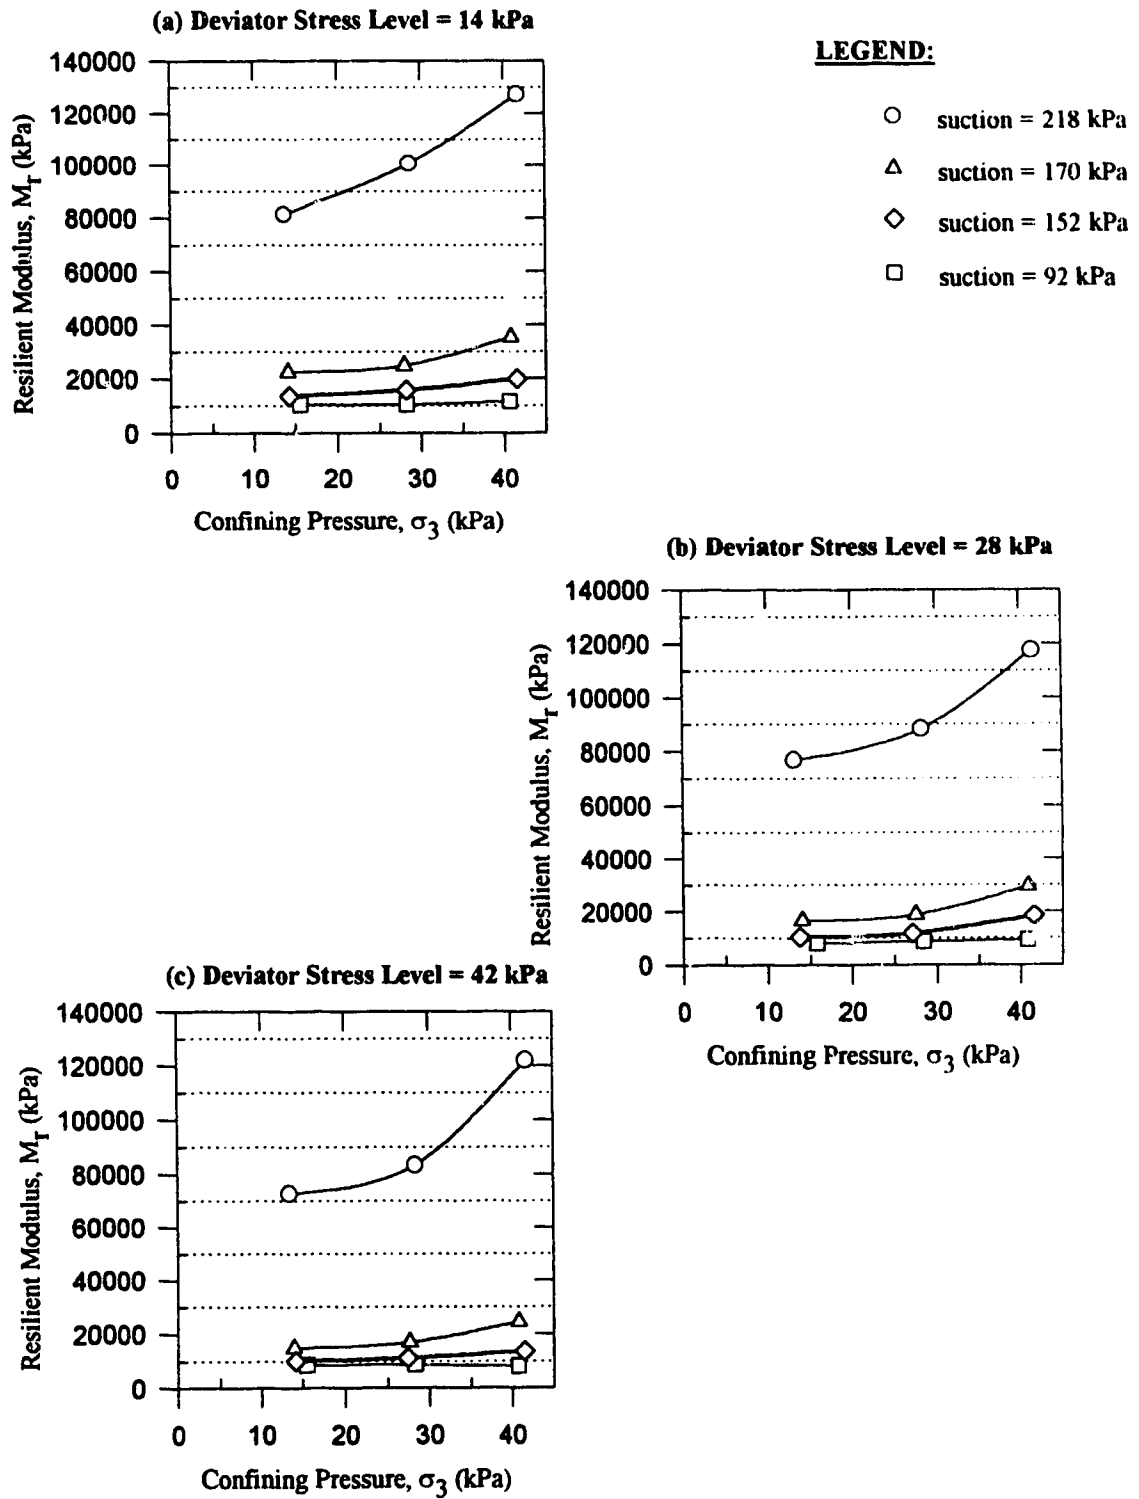 (a) Deviator Stress Level = 14 kPa
140000
120000
100000
80000
60000
40000
20000
0
Resilient Modulus, Mr (kPa)
0 10 20 30 40
Confining Pressure, σ3 (kPa)
LEGEND:
suction = 218 kPa
suction = 170 kPa
suction = 152 kPa
suction = 92 kPa
(b) Deviator Stress Level = 28 kPa
140000
120000
100000
80000
60000
40000
20000
0
Resilient Modulus, Mr (kPa)
0 10 20 30 40
Confining Pressure, σ3 (kPa)
(c) Deviator Stress Level = 42 kPa
140000
120000
100000
80000
60000
40000
20000
0
Resilient Modulus, Mr (kPa)
0 10 20 30 40
Confining Pressure, σ3 (kPa)